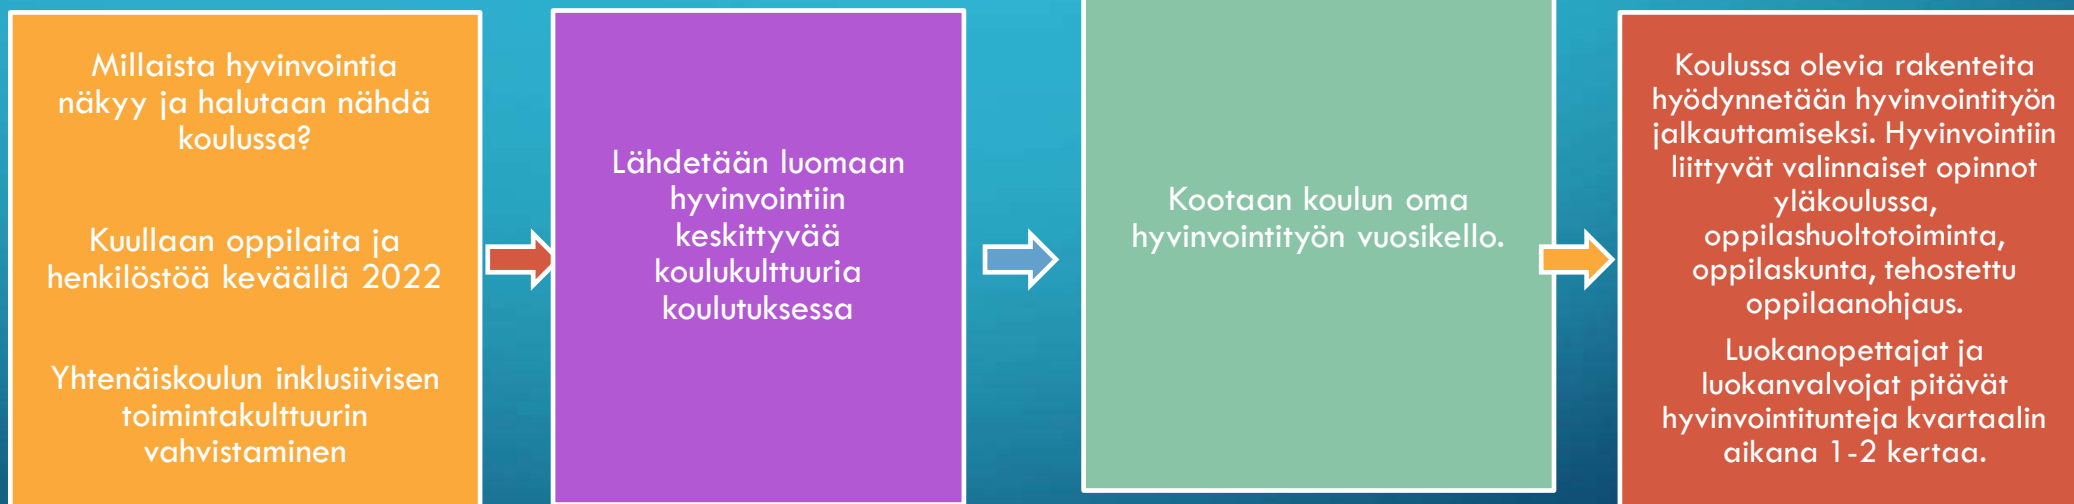 Millaista hyvinvointia
näkyy ja halutaan nähdä
koulussa?
Kuullaan oppilaita ja
henkilöstöä keväällä 2022
Yhtenäiskoulun inklusiivisen
toimintakulttuurin
vahvistaminen
Lähdetään luomaan
hyvinvointiin
keskittyvää
koulukulttuuria
koulutuksessa
Kootaan koulun oma
hyvinvointityön vuosikello.
Koulussa olevia rakenteita
hyödynnetään hyvinvointityön
jalkauttamiseksi. Hyvinvointiin
liittyvät valinnaiset opinnot
yläkoulussa,
oppilashuoltotoiminta,
oppilaskunta, tehostettu
oppilaanohjaus.
Luokanopettajat ja
luokanvalvojat pitävät
hyvinvointitunteja kvartaalin
aikana 1-2 kertaa.